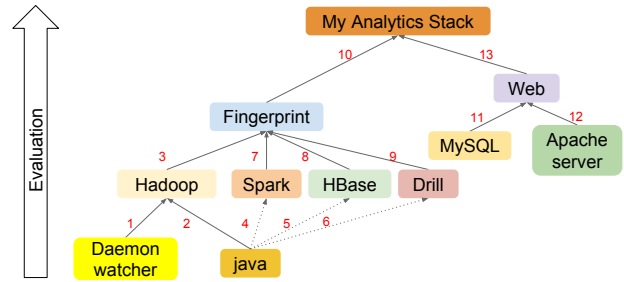 My Analytics Stack
10
13
Web
Fingerprint
11
12
MySQL
Apache
server
3
7
8
9
Hadoop
Spark
HBase
Drill
1
2
4
5
6
Daemon
watcher
java
Evaluation